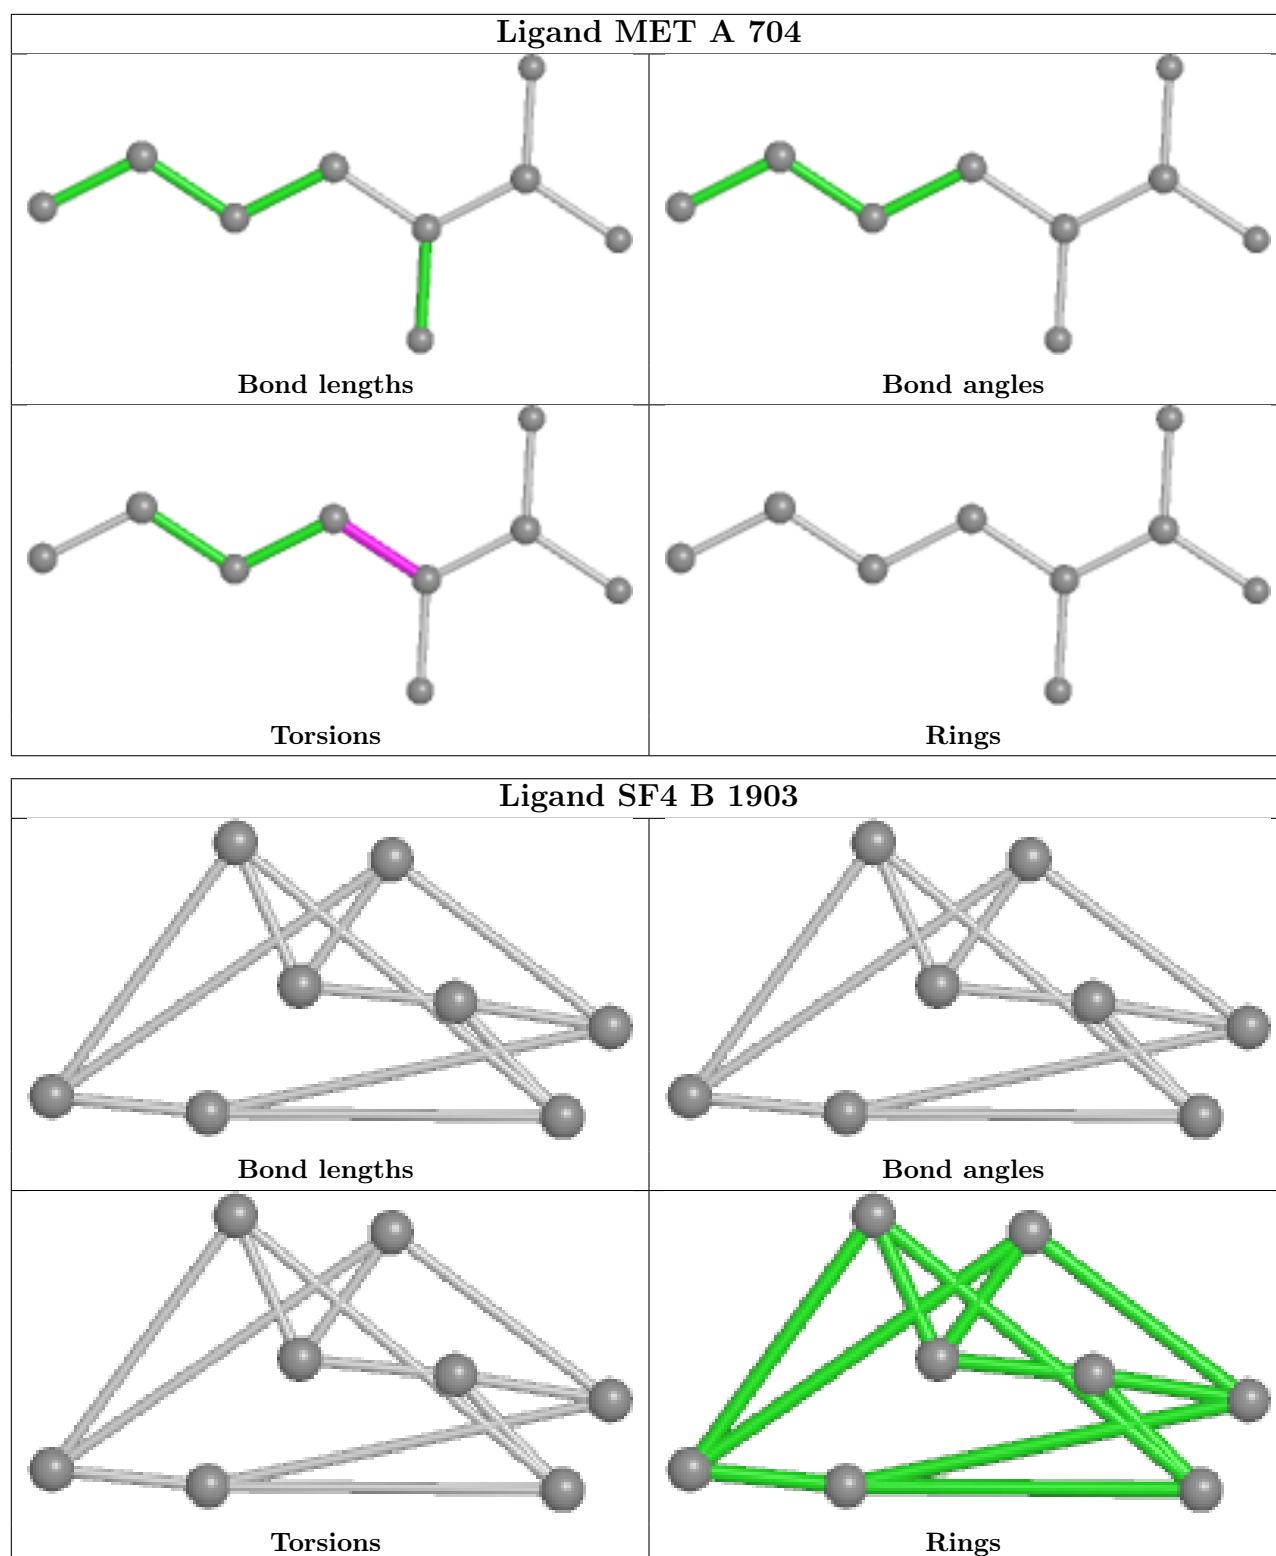 Ligand MET A 704
Bond lengths
Bond angles
Torsions
Rings
Ligand SF4 B 1903
Bond lengths
Bond angles
Torsions
Rings